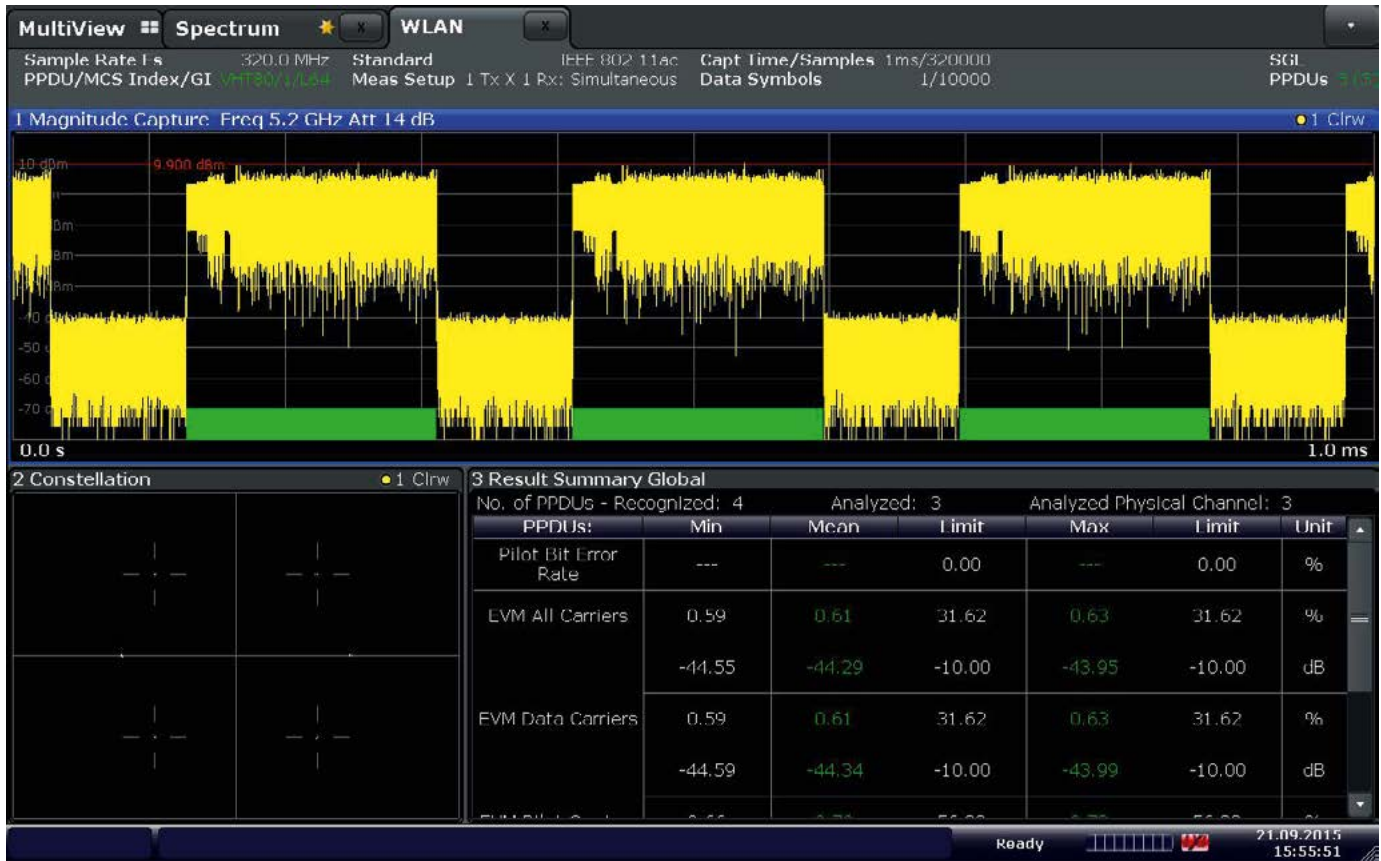 MultiView Spectrum X WLAN X
Sample Rate Fs 320.0 MHz Standard IEEE 802.11ac Capt Time/Samples 1ms/320000 SGL
PPDU/MCS Index/GI VHT80/1/L64 Meas Setup 1 Tx X 1 Rx: Simultaneous Data Symbols 1/10000 PPDUs
1 Magnitude Capture Freq 5.2 GHz Att 14 dB 1 Clrw
10 dBm 9.900 dBm
-40
-50
-60
-70
0.0 s 1.0 ms
2 Constellation 1 Clrw
3 Result Summary Global
No. of PPDUs - Recognized: 4 Analyzed: 3 Analyzed Physical Channel: 3
PPDUs: Min Mean Limit Max Limit Unit
Pilot Bit Error Rate --- --- 0.00 --- 0.00 %
EVM All Carriers 0.59 0.61 31.62 0.63 31.62 %
-44.55 -44.29 -10.00 -43.95 -10.00 dB
EVM Data Carriers 0.59 0.61 31.62 0.63 31.62 %
-44.59 -44.34 -10.00 -43.99 -10.00 dB
Ready 21.09.2015
15:55:51